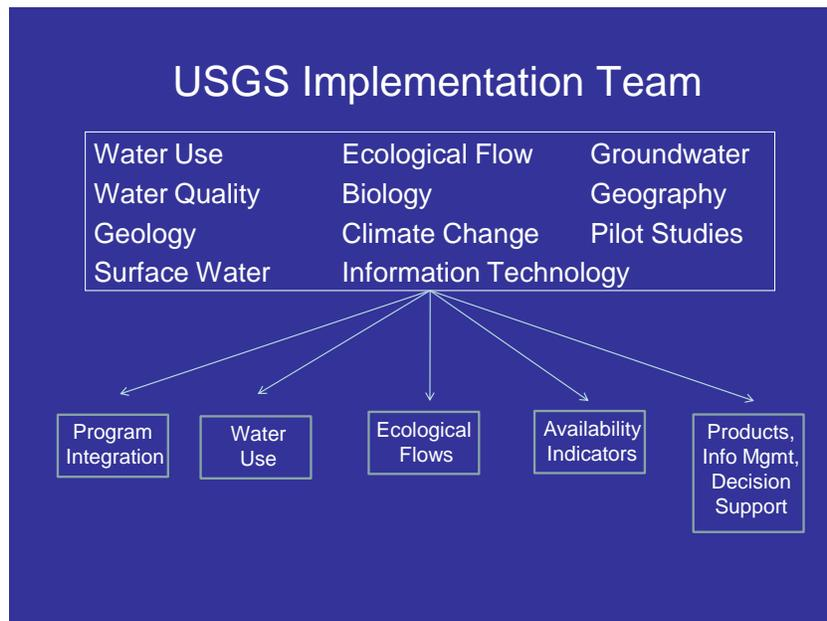 USGS Implementation Team
Water Use Ecological Flow Groundwater
Water Quality Biology Geography
Geology Climate Change Pilot Studies
Surface Water Information Technology
Program
Integration
Water
Use
Ecological
Flows
Availability
Indicators
Products,
Info Mgmt,
Decision
Support